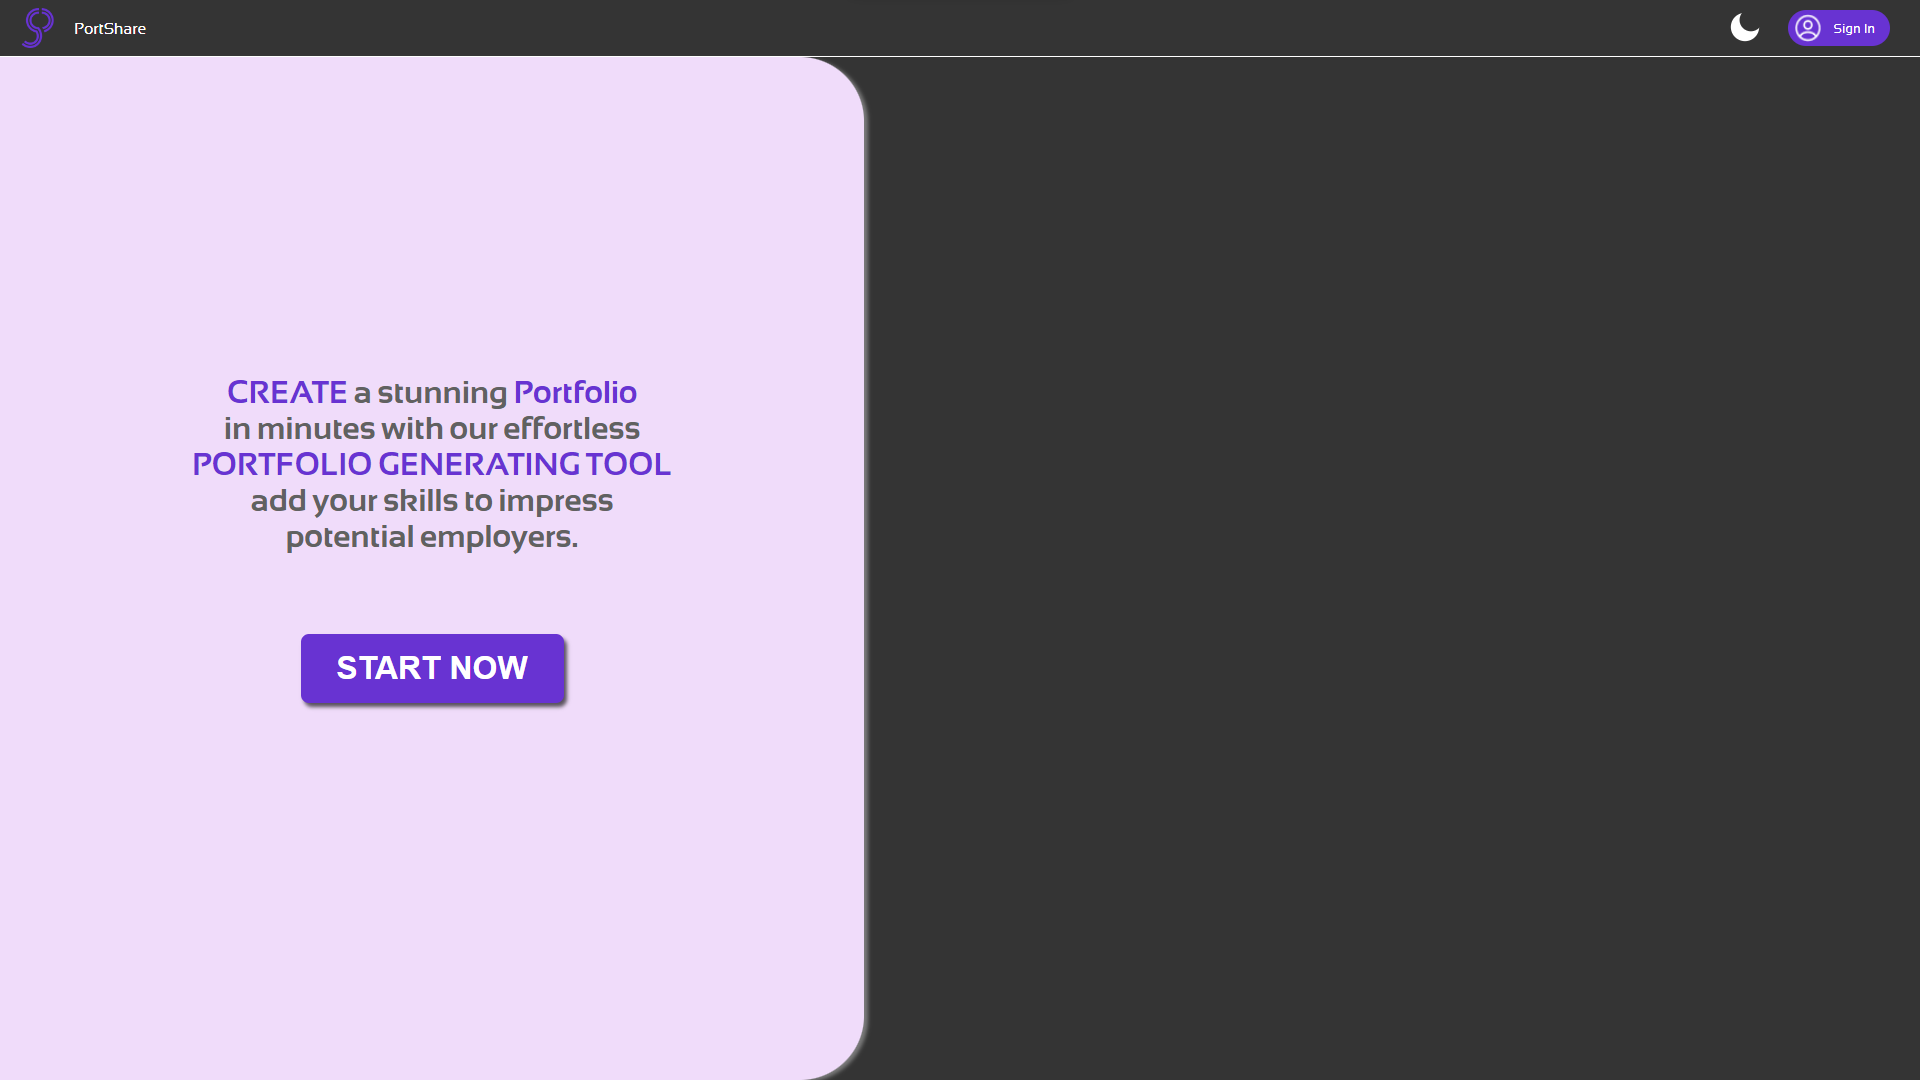 PortShare
Sign In
CREATE a stunning Portfolio
in minutes with our effortless
PORTFOLIO GENERATING TOOL
add your skills to impress
potential employers.
START NOW